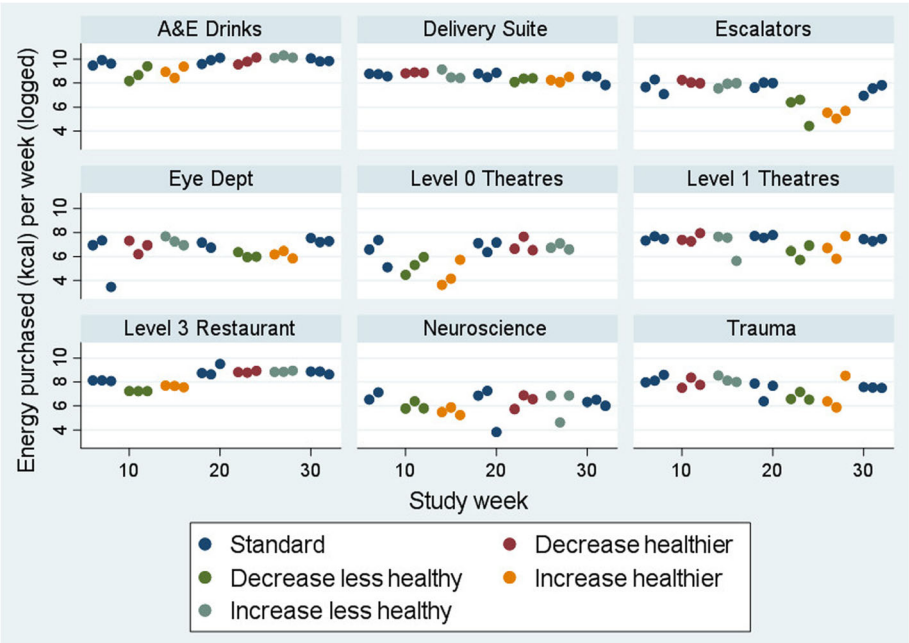 A&E Drinks
Delivery Suite
Escalators
10
8
6
4
Eye Dept
Level 0 Theatres
Level 1 Theatres
10
8
6
4
Level 3 Restaurant
Neuroscience
Trauma
10
8
6
4
10 20 30
10 20 30
10 20 30
Energy purchased (kcal) per week (logged)
Study week
Standard
Decrease healthier
Decrease less healthy
Increase healthier
Increase less healthy